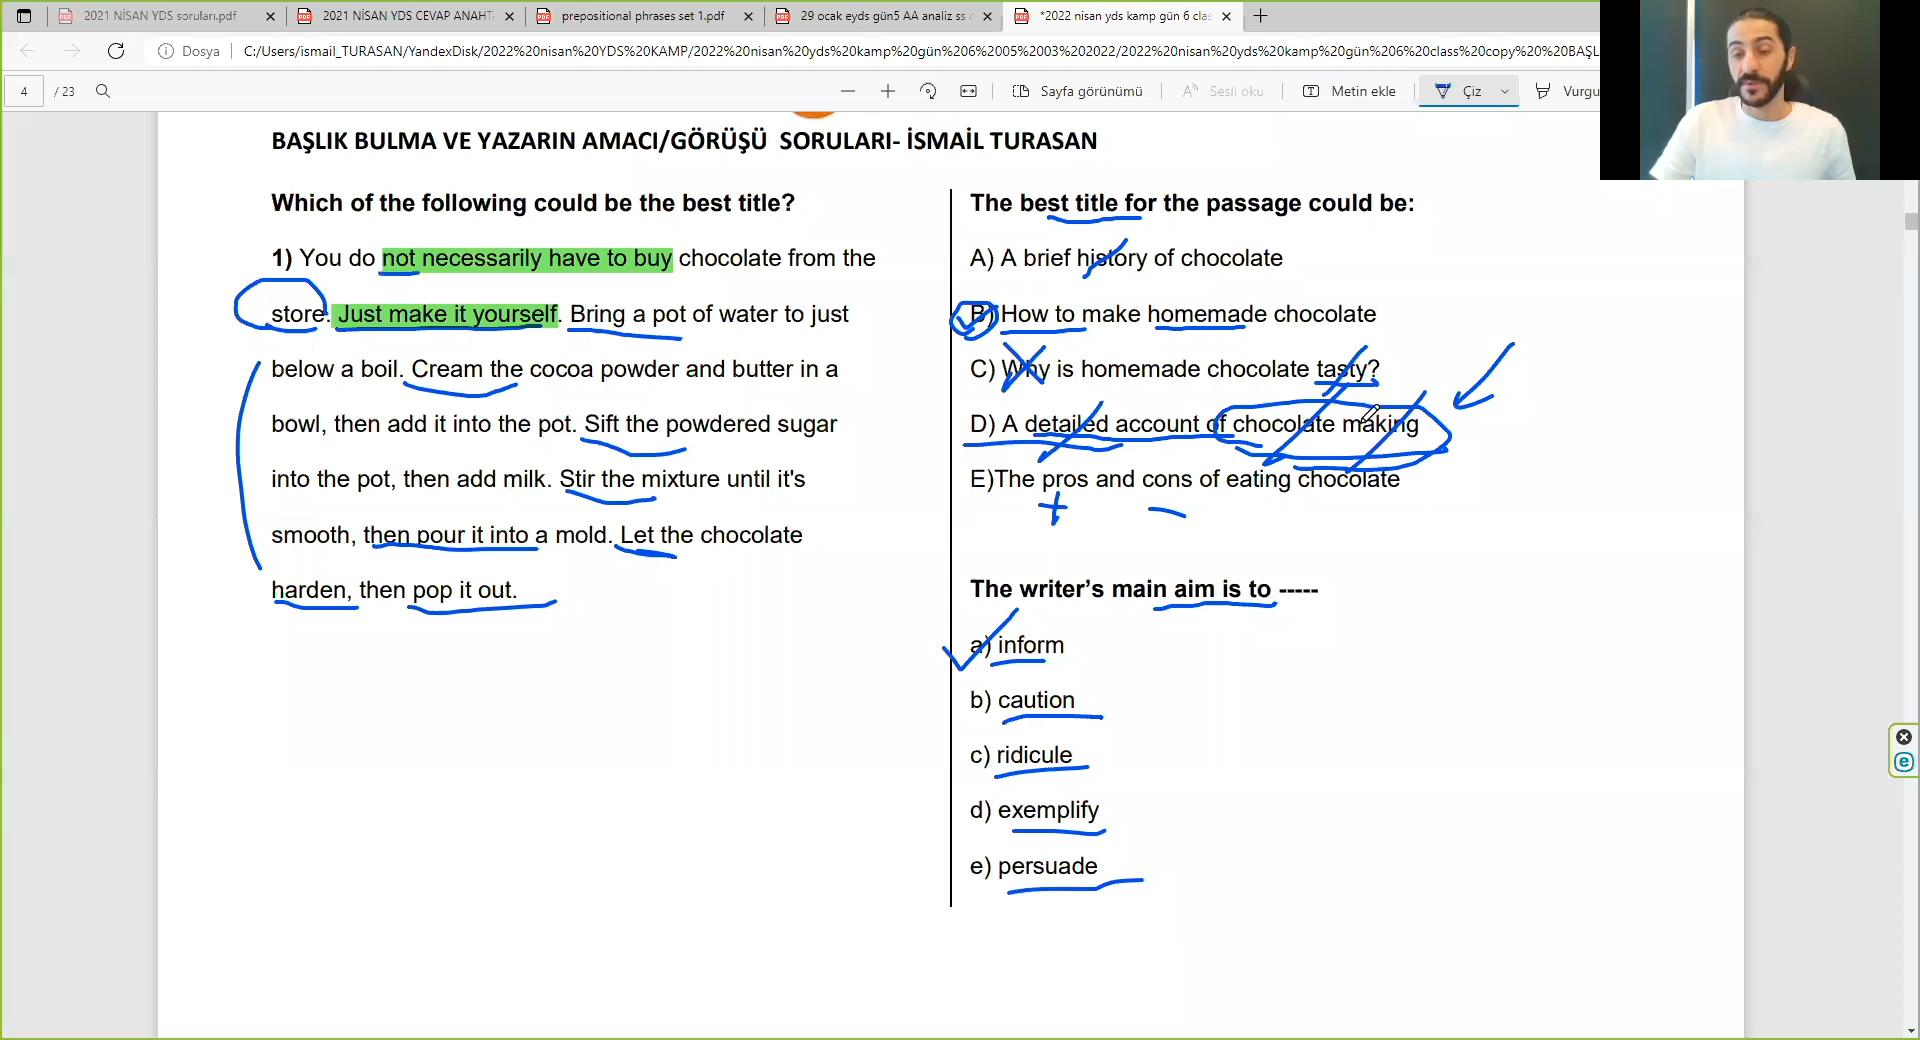 2021 NİSAN YDS soruları.pdf
2021 NİSAN YDS CEVAP ANAHT
prepositional phrases set 1.pdf
29 ocak eyds gün5 AA analiz ss c
*2022 nisan yds kamp gün 6 clas
Dosya
C:/Users/ismail_TURASAN/YandexDisk/2022%20nisan%20YDS%20KAMP/2022%20nisan%20yds%20kamp%20gün%206%2005%2003%202022/2022%20nisan%20yds%20kamp%20gün%206%20class%20copy%20%20BAŞL
4 / 23
Sayfa görünümü
Sesli oku
Metin ekle
Çiz
Vurgu
BAŞLIK BULMA VE YAZARIN AMACI/GÖRÜŞÜ SORULARI- İSMAİL TURASAN
Which of the following could be the best title?
1) You do not necessarily have to buy chocolate from the
store. Just make it yourself. Bring a pot of water to just
below a boil. Cream the cocoa powder and butter in a
bowl, then add it into the pot. Sift the powdered sugar
into the pot, then add milk. Stir the mixture until it's
smooth, then pour it into a mold. Let the chocolate
harden, then pop it out.
The best title for the passage could be:
A) A brief history of chocolate
B) How to make homemade chocolate
C) Why is homemade chocolate tasty?
D) A detailed account of chocolate making
E)The pros and cons of eating chocolate
+ –
The writer’s main aim is to -----
a) inform
b) caution
c) ridicule
d) exemplify
e) persuade